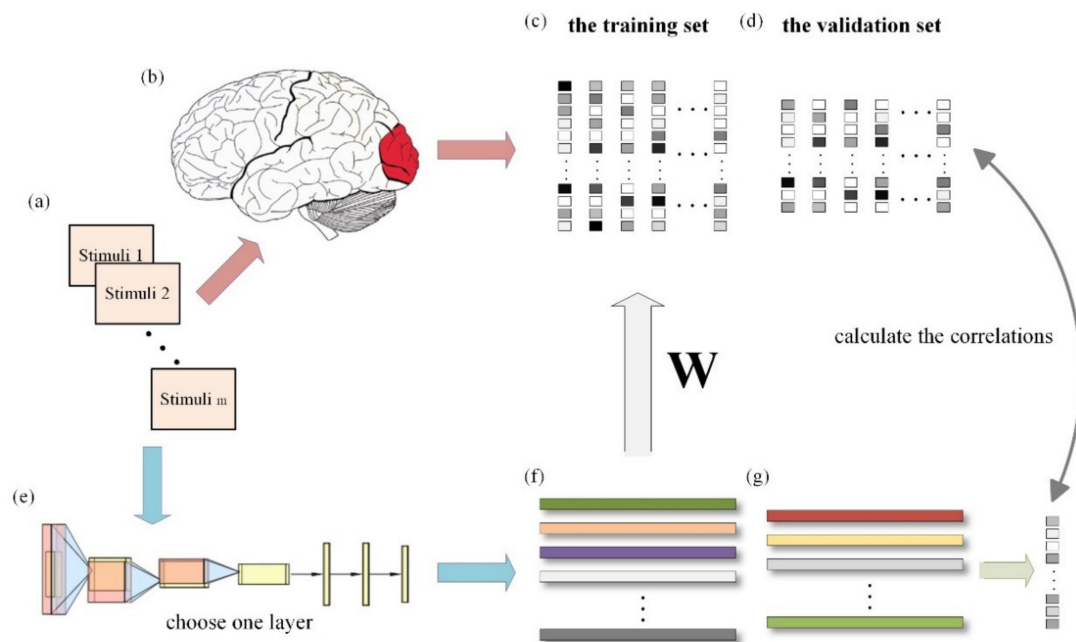 (c) the training set
(d) the validation set
(b)
(a)
Stimuli 1
Stimuli 2
Stimuli m
calculate the correlations
W
(e)
(f)
(g)
choose one layer